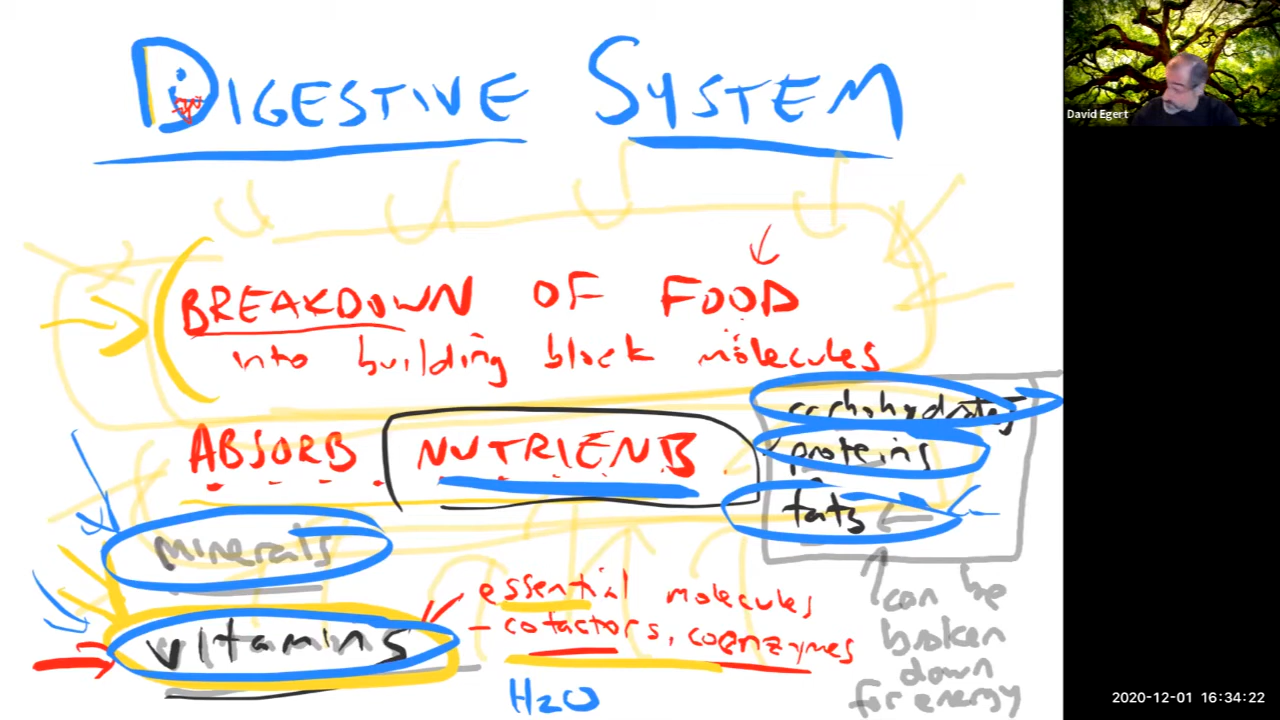 DIGESTIVE SYSTEM
David Egert
BREAKDOWN OF FOOD
into building block molecules
carbohydrates
ABSORB NUTRIENTS
proteins
fats
minerals
essential molecules
can be
vitamins
- cofactors, coenzymes
broken
down
H2O
for energy
2020-12-01 16:34:22